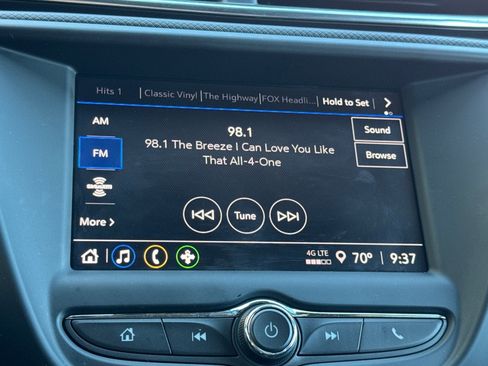 Hits 1 | Classic Vinyl | The Highway | FOX Headli... Hold to Set
AM
98.1
Sound
98.1 The Breeze I Can Love You Like
FM
That All-4-One
Browse
Tune
More >
4G LTE
70° 9:37